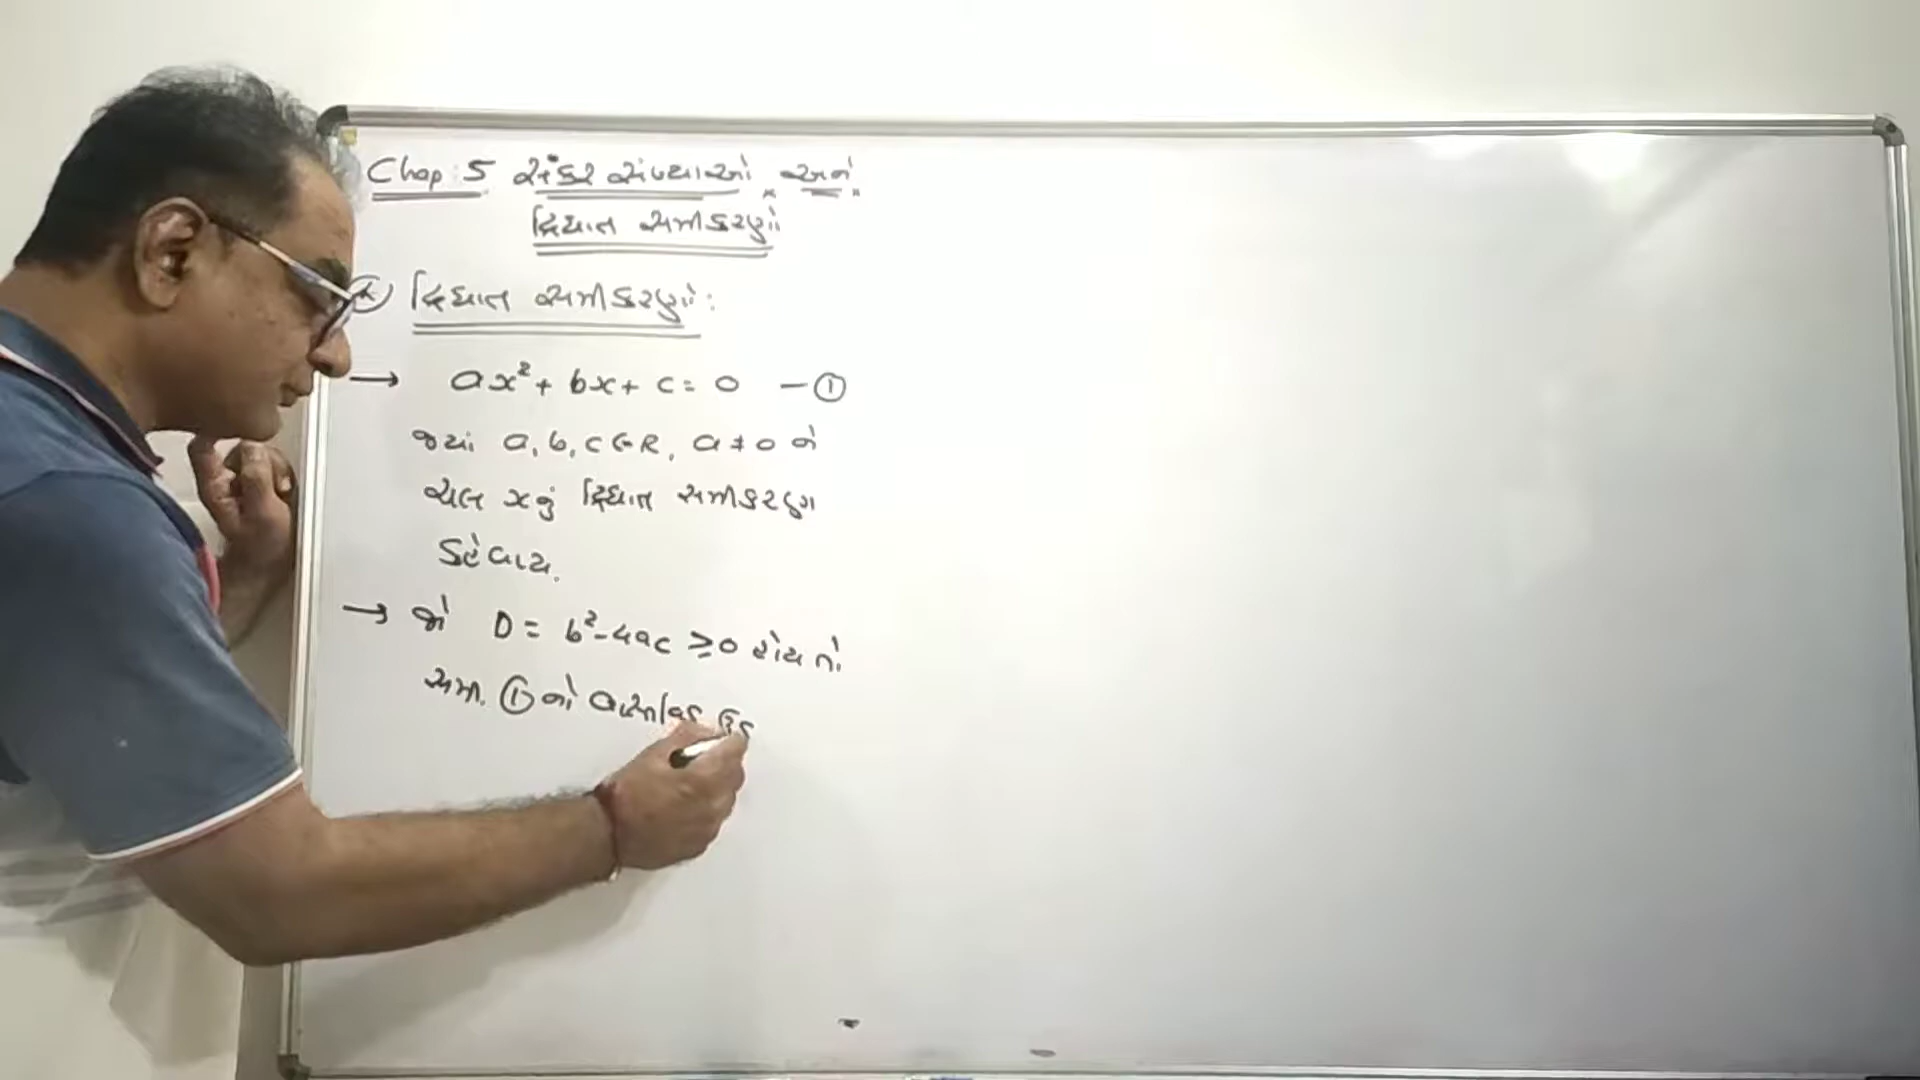 Chap: 5 સંકર સંખ્યાઓ અને
દ્વિઘાત સમીકરણો
દ્વિઘાત સમીકરણો:
→ ax² + bx + c = 0 — ①
જ્યાં a, b, c ∈ R, a ≠ 0 ને
ચલ x નું દ્વિઘાત સમીકરણ
કહેવાય.
→ જો D = b² - 4ac ≥ 0 હોય તો
સમી. ① નો વાસ્તવિક